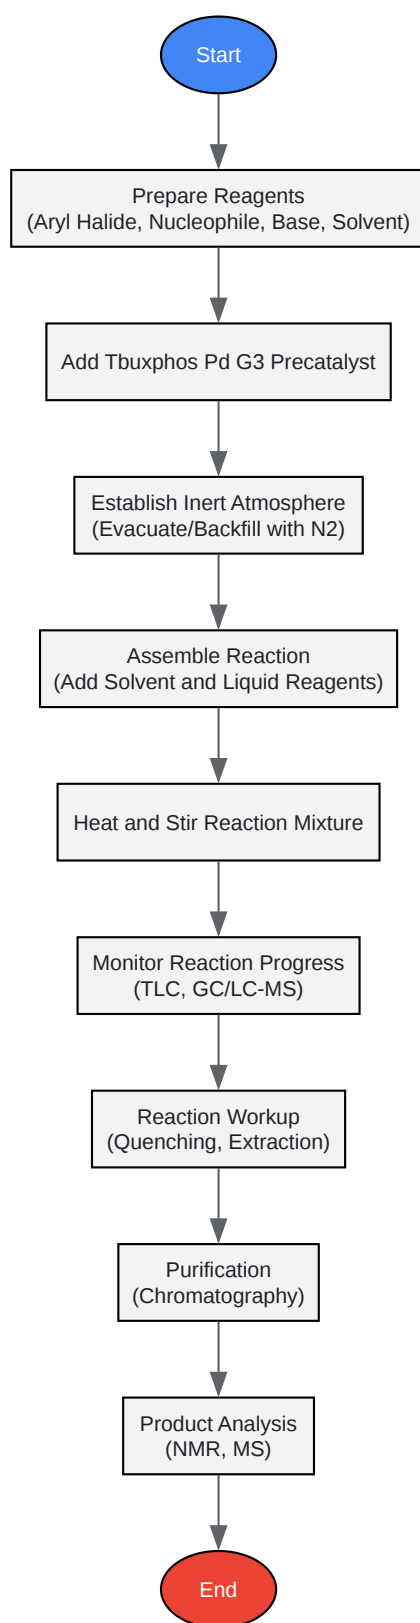 Start
Prepare Reagents
(Aryl Halide, Nucleophile, Base, Solvent)
Add Tbuxphos Pd G3 Precatalyst
Establish Inert Atmosphere
(Evacuate/Backfill with N2)
Assemble Reaction
(Add Solvent and Liquid Reagents)
Heat and Stir Reaction Mixture
Monitor Reaction Progress
(TLC, GC/LC-MS)
Reaction Workup
(Quenching, Extraction)
Purification
(Chromatography)
Product Analysis
(NMR, MS)
End